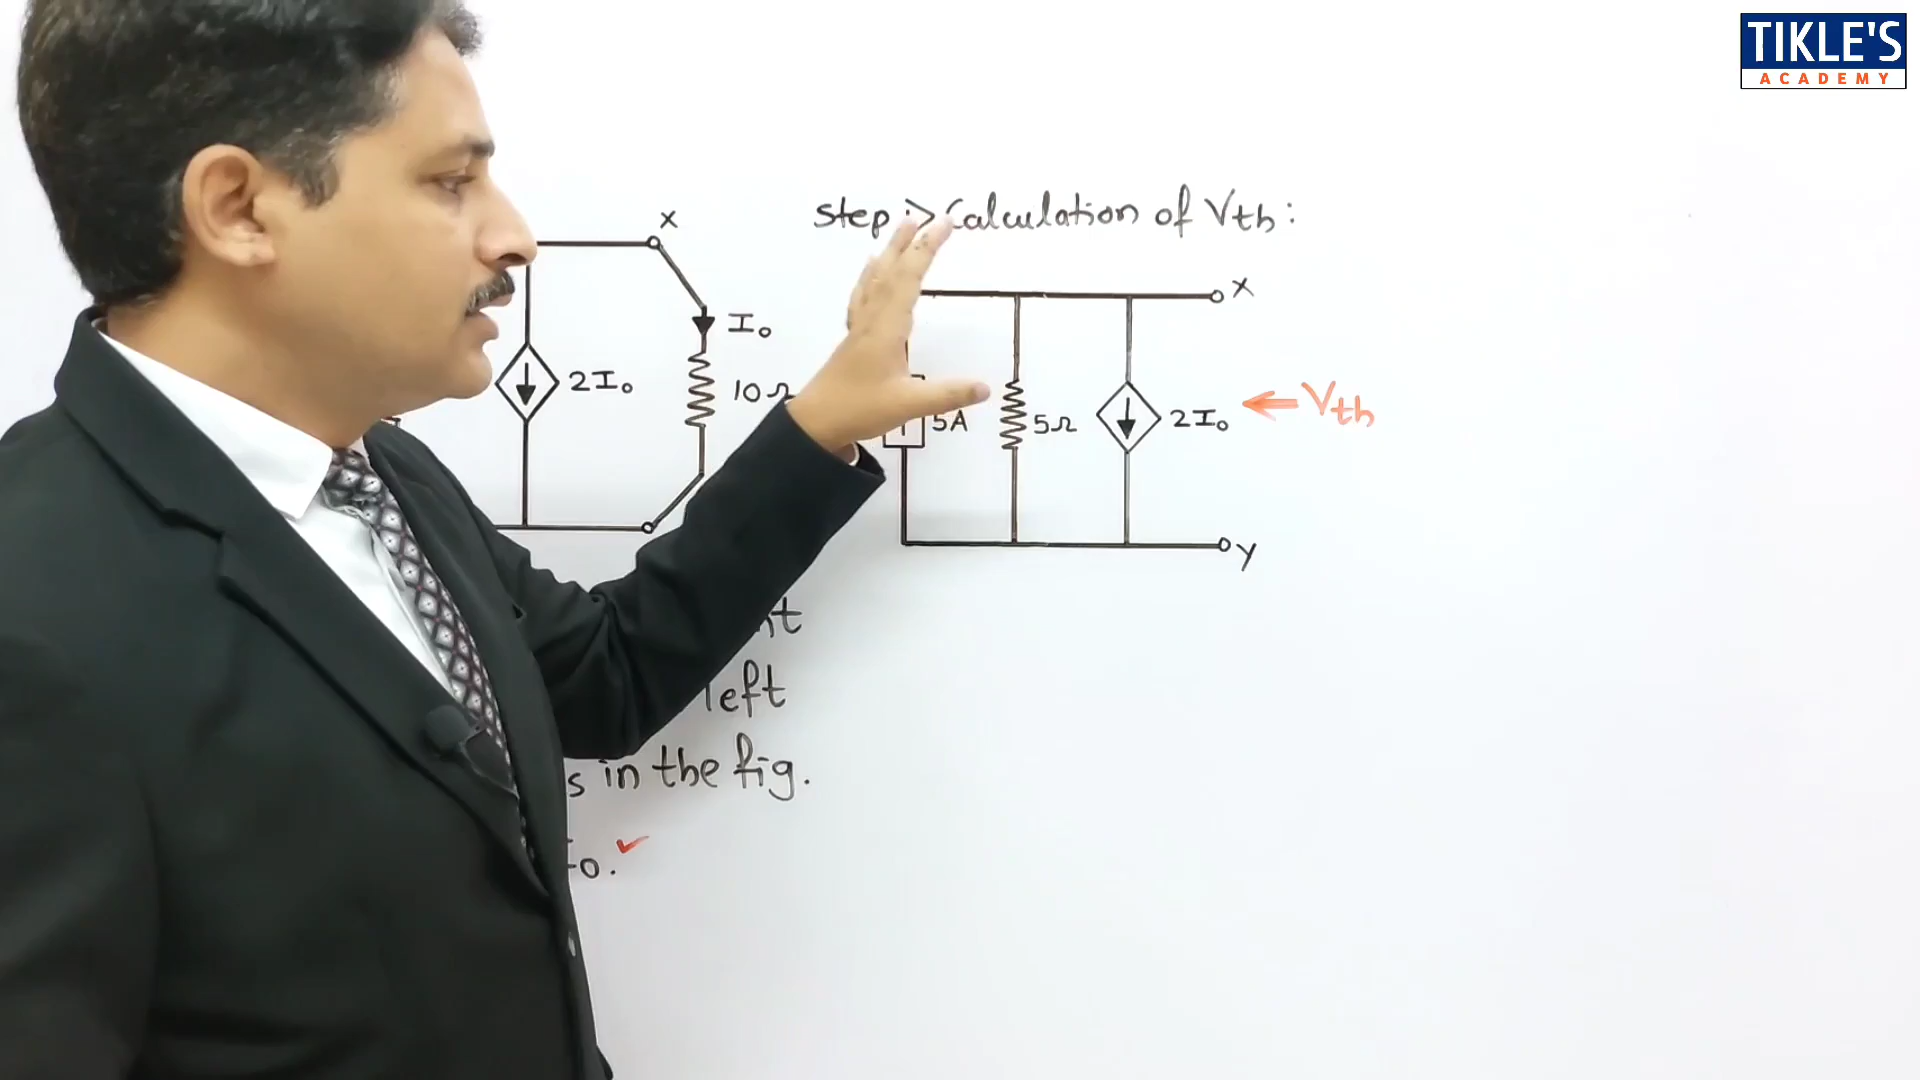 TIKLE'S
ACADEMY
Step Calculation of Vth:
X
I₀
2I₀
10Ω
X
5A
5Ω
2I₀
Vth
Y
left
in the fig.